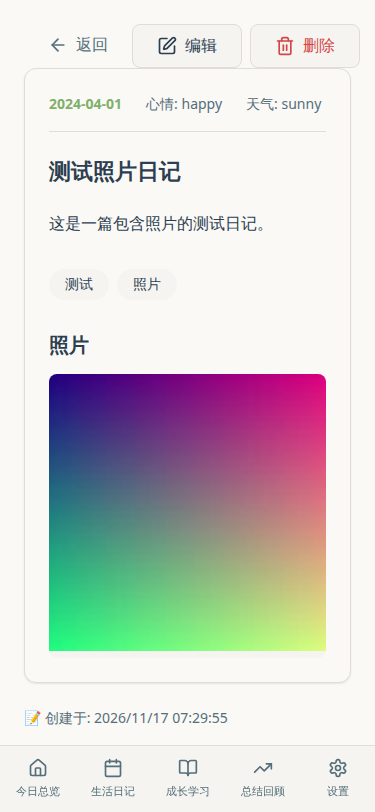 返回 编辑 删除
2024-04-01 心情: happy 天气: sunny
测试照片日记
这是一篇包含照片的测试日记。
测试 照片
照片
📝 创建于: 2026/11/17 07:29:55
今日总览 生活日记 成长学习 总结回顾 设置